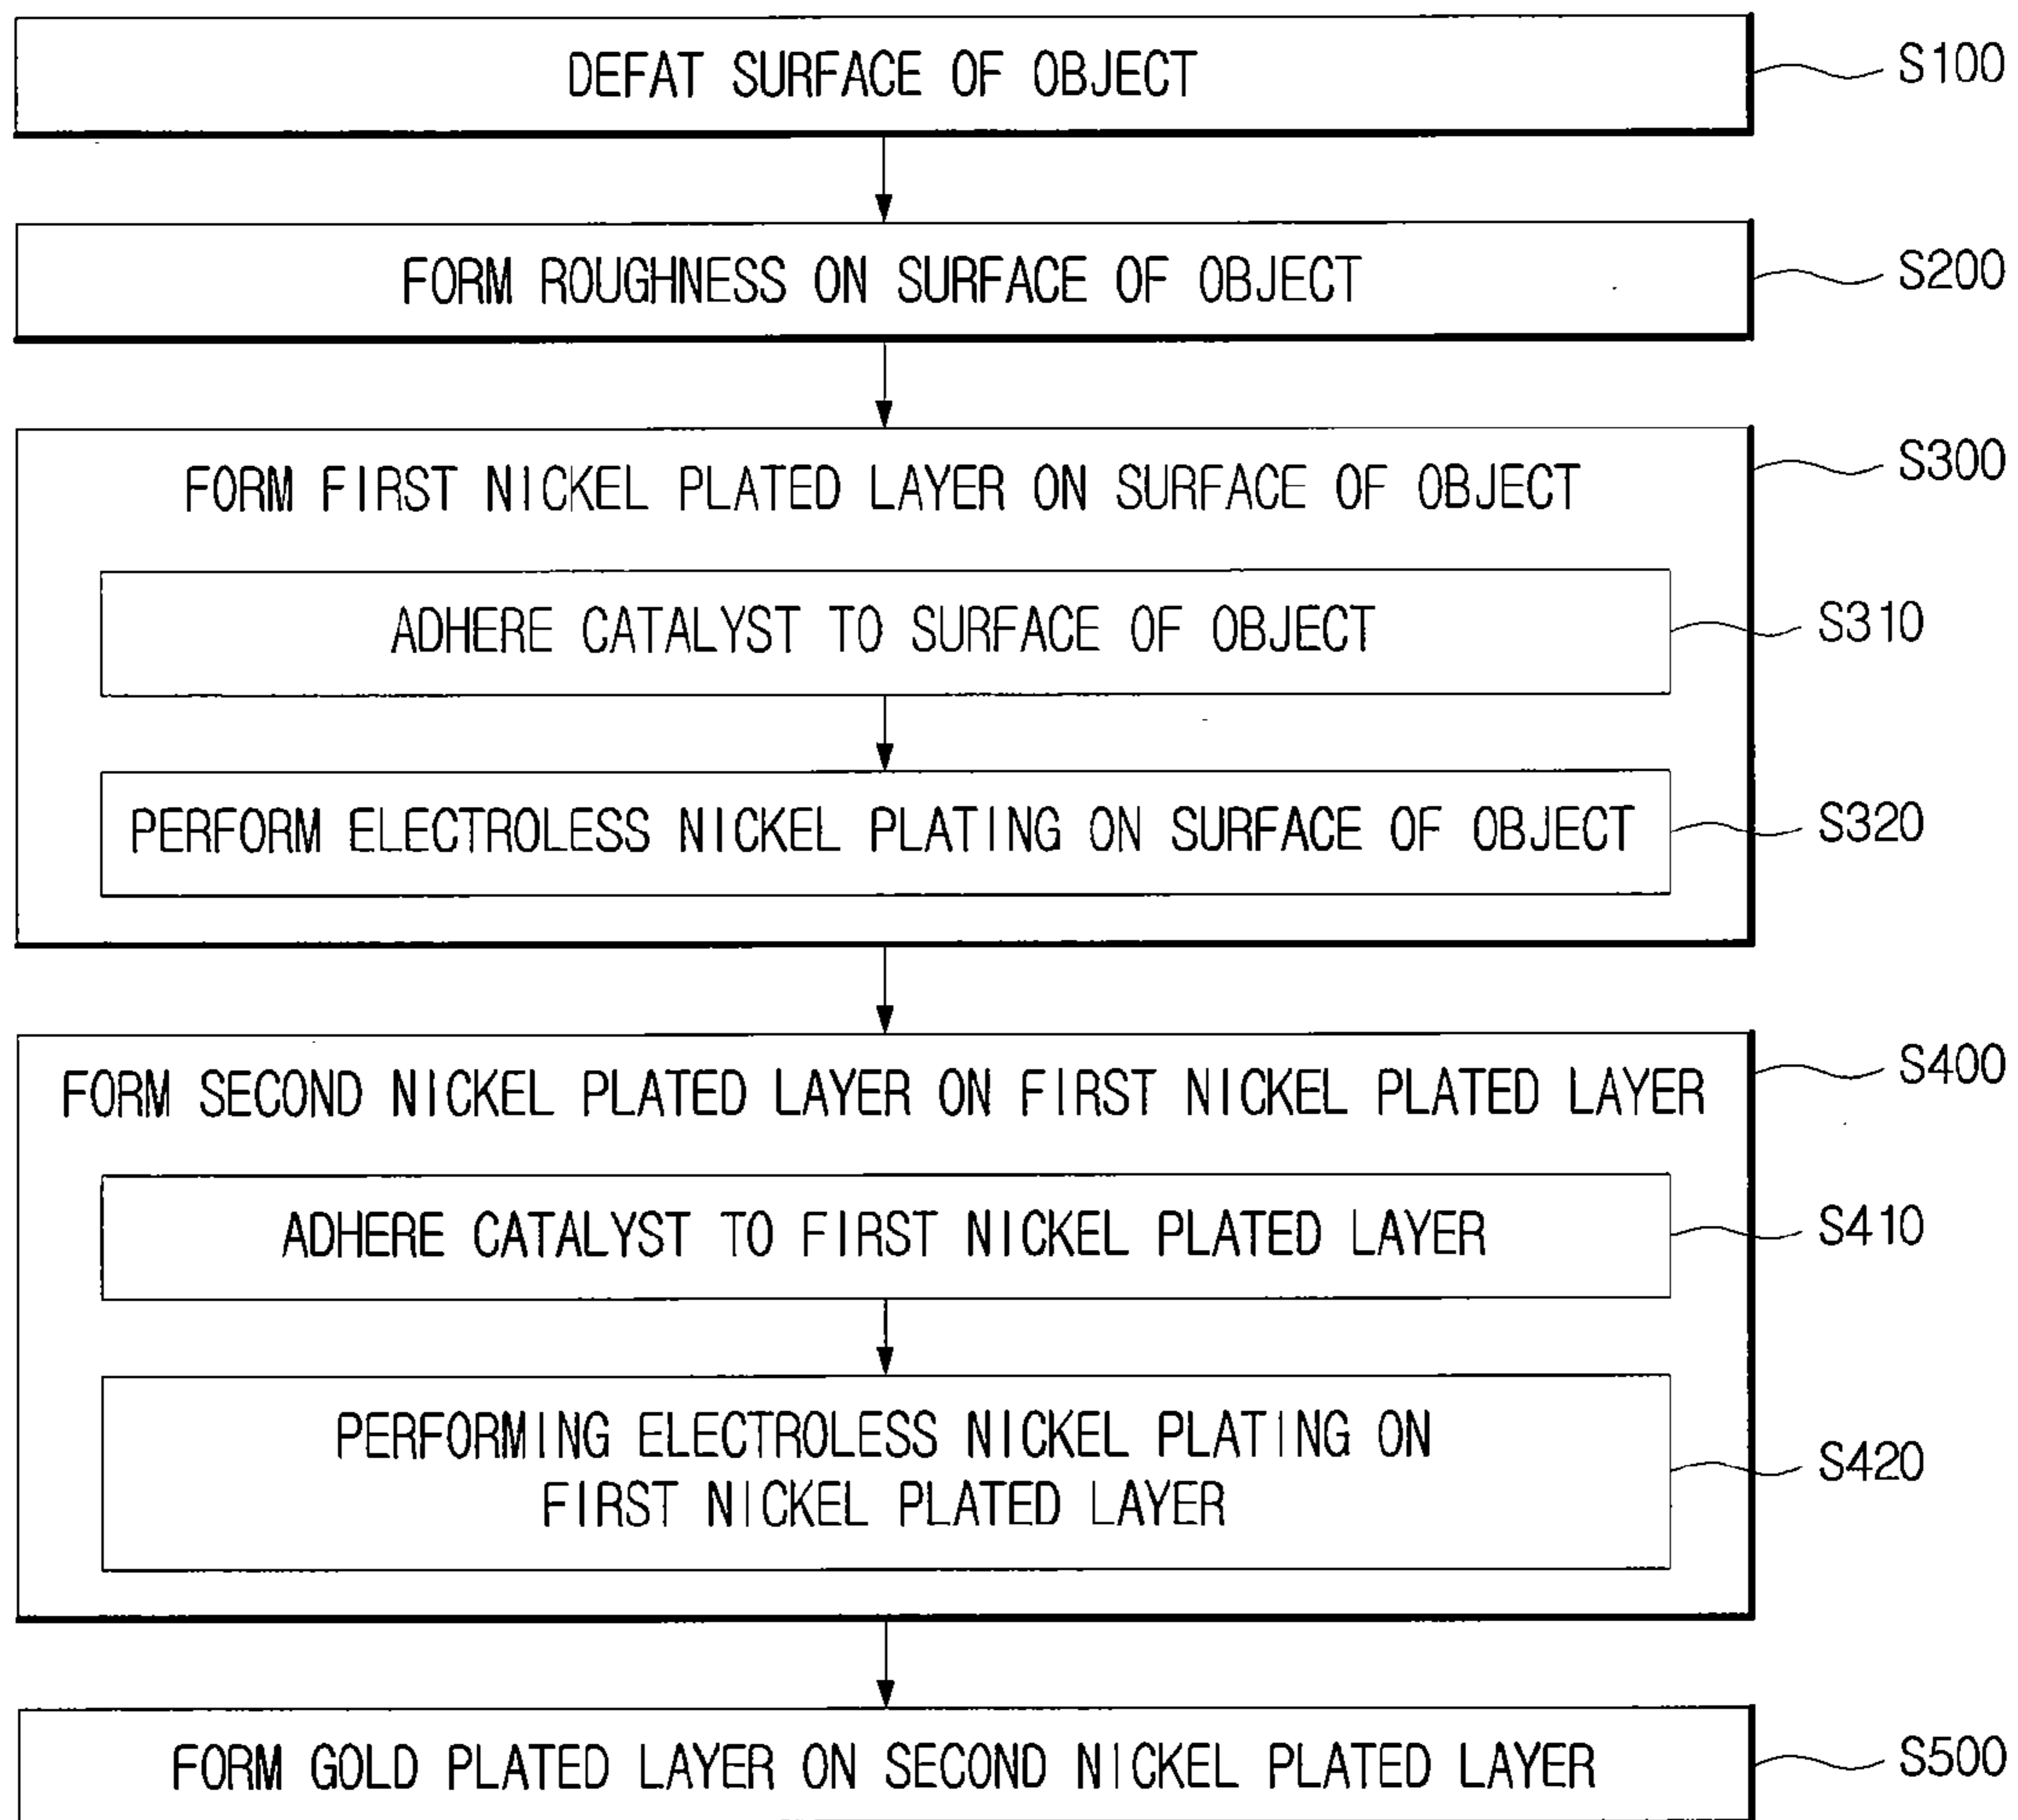 DEFAT SURFACE OF OBJECT
S100
FORM ROUGHNESS ON SURFACE OF OBJECT
S200
FORM FIRST NICKEL PLATED LAYER ON SURFACE OF OBJECT
S300
ADHERE CATALYST TO SURFACE OF OBJECT
S310
PERFORM ELECTROLESS NICKEL PLATING ON SURFACE OF OBJECT
S320
FORM SECOND NICKEL PLATED LAYER ON FIRST NICKEL PLATED LAYER
S400
ADHERE CATALYST TO FIRST NICKEL PLATED LAYER
S410
PERFORMING ELECTROLESS NICKEL PLATING ON
FIRST NICKEL PLATED LAYER
S420
FORM GOLD PLATED LAYER ON SECOND NICKEL PLATED LAYER
S500